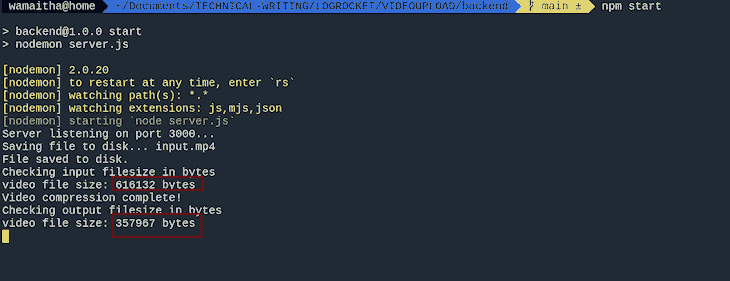 wamaitha@home ~/Documents/TECHNICAL-WRITING/LOGROCKET/VIDEOUPLOAD/backend main ± npm start
> backend@1.0.0 start
> nodemon server.js
[nodemon] 2.0.20
[nodemon] to restart at any time, enter `rs`
[nodemon] watching path(s): *.*
[nodemon] watching extensions: js,mjs,json
[nodemon] starting `node server.js`
Server listening on port 3000...
Saving file to disk... input.mp4
File saved to disk.
Checking input filesize in bytes
video file size: 616132 bytes
Video compression complete!
Checking output filesize in bytes
video file size: 357967 bytes